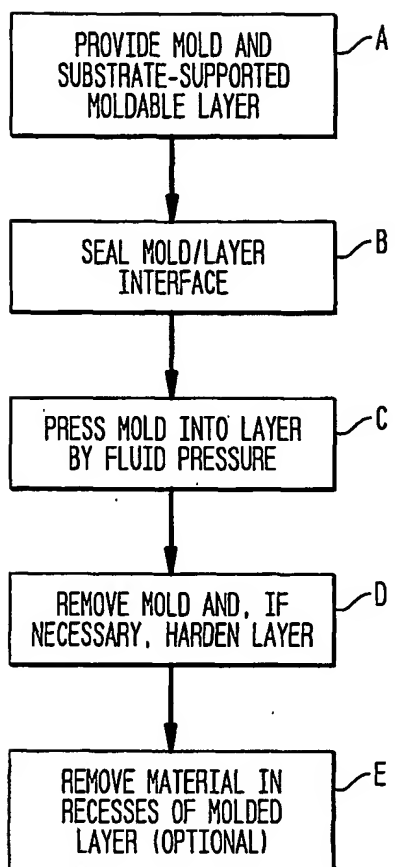 PROVIDE MOLD AND
SUBSTRATE-SUPPORTED
MOLDABLE LAYER
A
SEAL MOLD/LAYER
INTERFACE
B
PRESS MOLD INTO LAYER
BY FLUID PRESSURE
C
REMOVE MOLD AND, IF
NECESSARY, HARDEN LAYER
D
REMOVE MATERIAL IN
RECESSES OF MOLDED
LAYER (OPTIONAL)
E